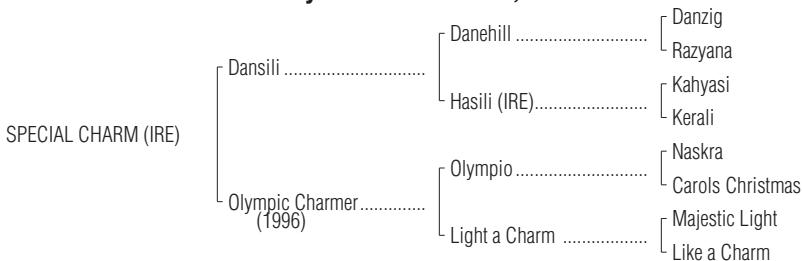 Danzig
Danehill ............................
Razyana
Dansili ..............................
Kahyasi
Hasili (IRE)........................
Kerali
SPECIAL CHARM (IRE)
Naskra
Olympio............................
Carols Christmas
Olympic Charmer..............
(1996)
Majestic Light
Light a Charm ..................
Like a Charm